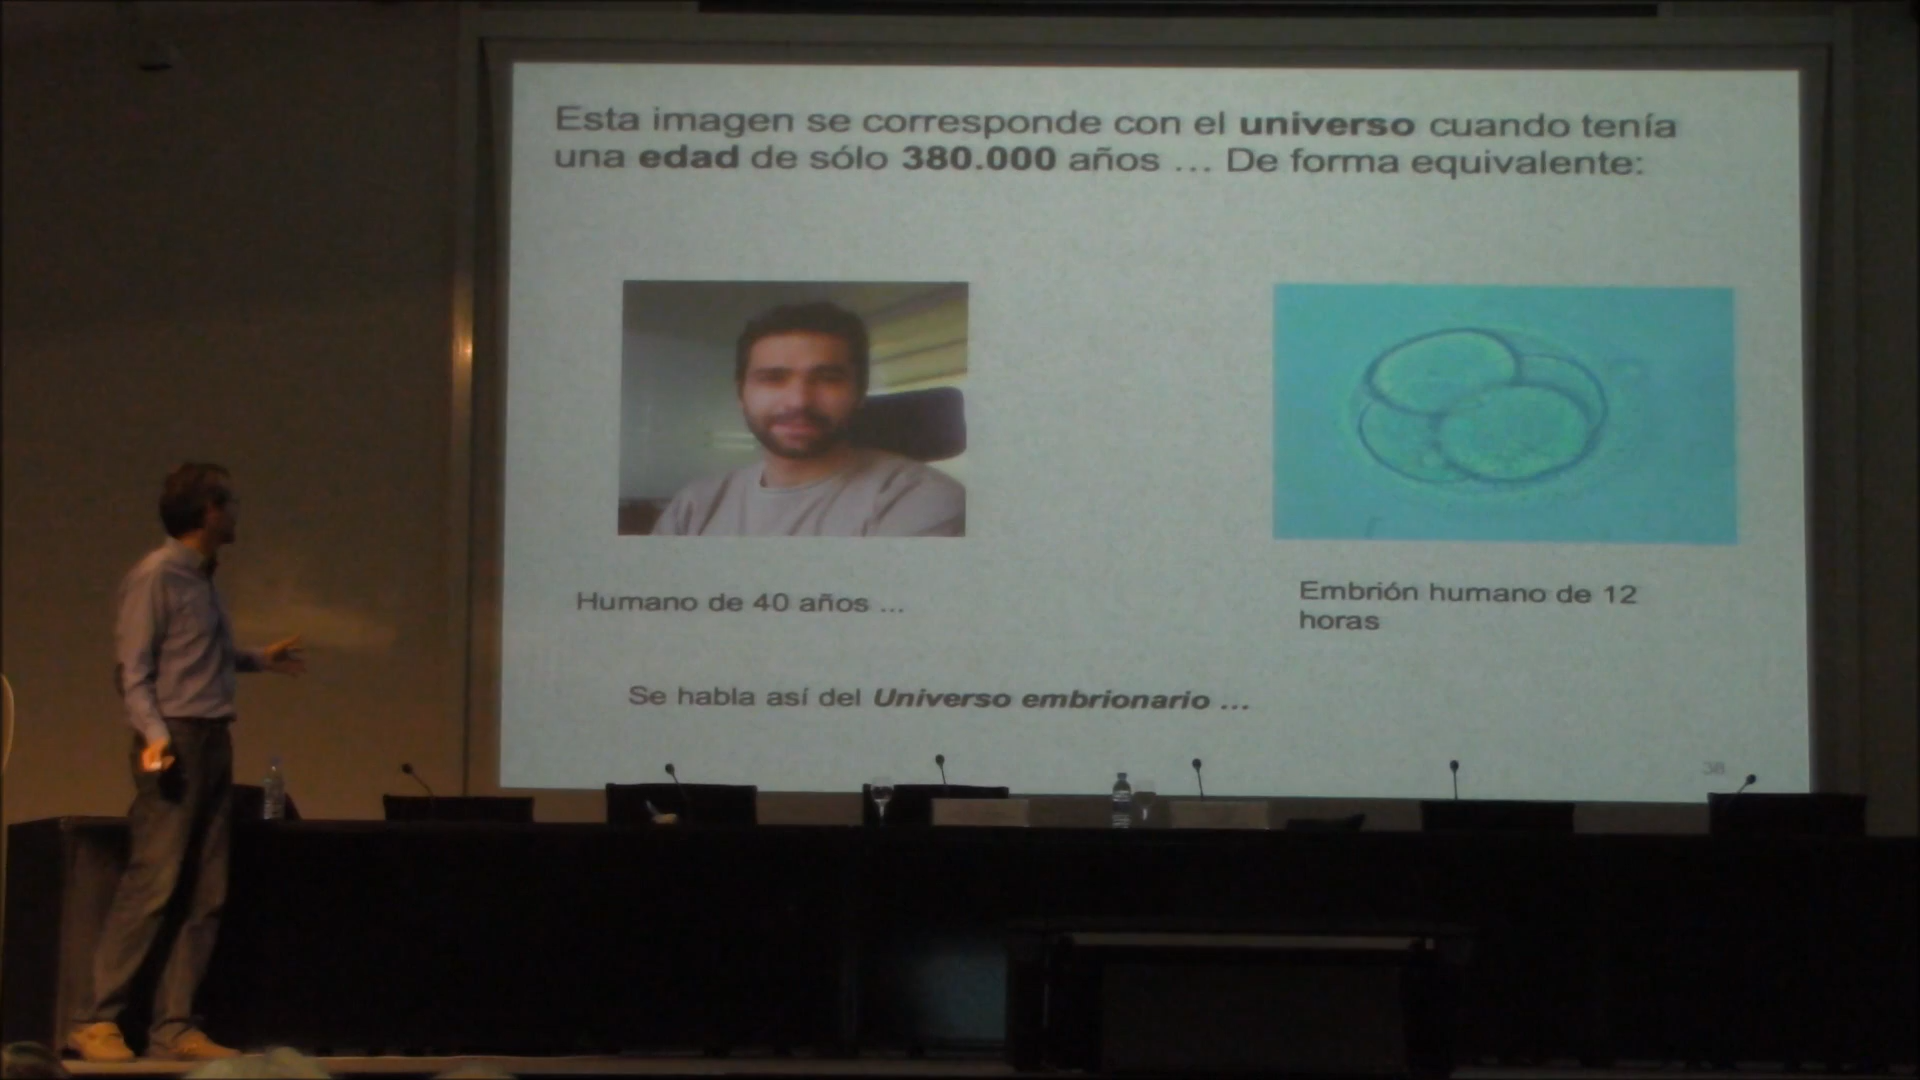 Esta imagen se corresponde con el universo cuando tenía
una edad de sólo 380.000 años ... De forma equivalente:
Humano de 40 años ...
Embrión humano de 12
horas
Se habla así del Universo embrionario ...
38